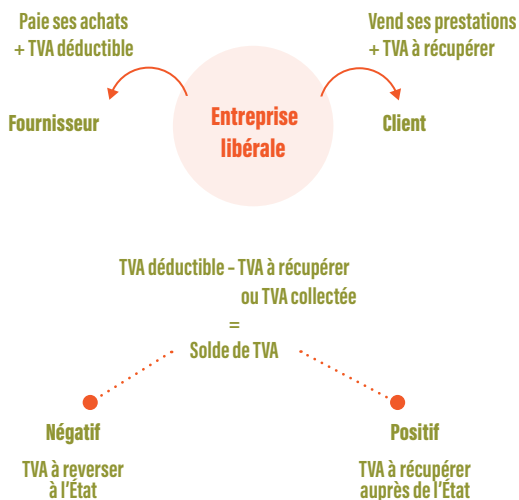 Paie ses achats
+ TVA déductible
Vend ses prestations
+ TVA à récupérer
Fournisseur
Entreprise
libérale
Client
TVA déductible - TVA à récupérer
ou TVA collectée
=
Solde de TVA
Négatif
TVA à reverser
à l'État
Positif
TVA à récupérer
auprès de l'État